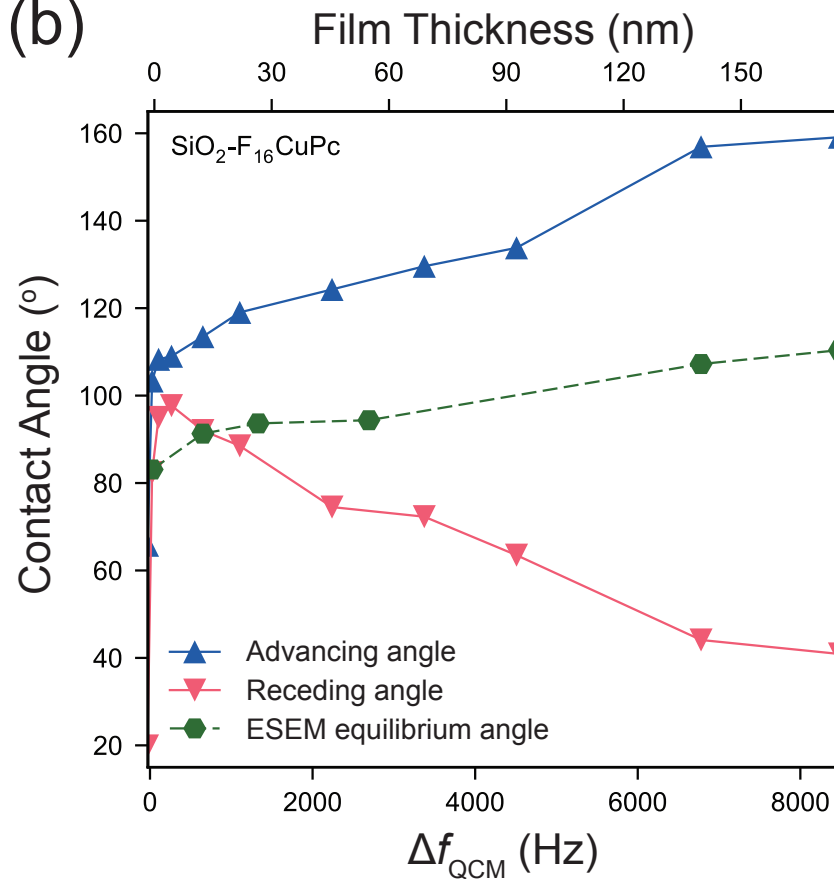 (b)
Film Thickness (nm)
0 30 60 90 120 150
SiO₂-F₁₆CuPc
160
140
120
100
80
60
40
20
Contact Angle (°)
Advancing angle
Receding angle
ESEM equilibrium angle
0 2000 4000 6000 8000
Δf_QCM (Hz)